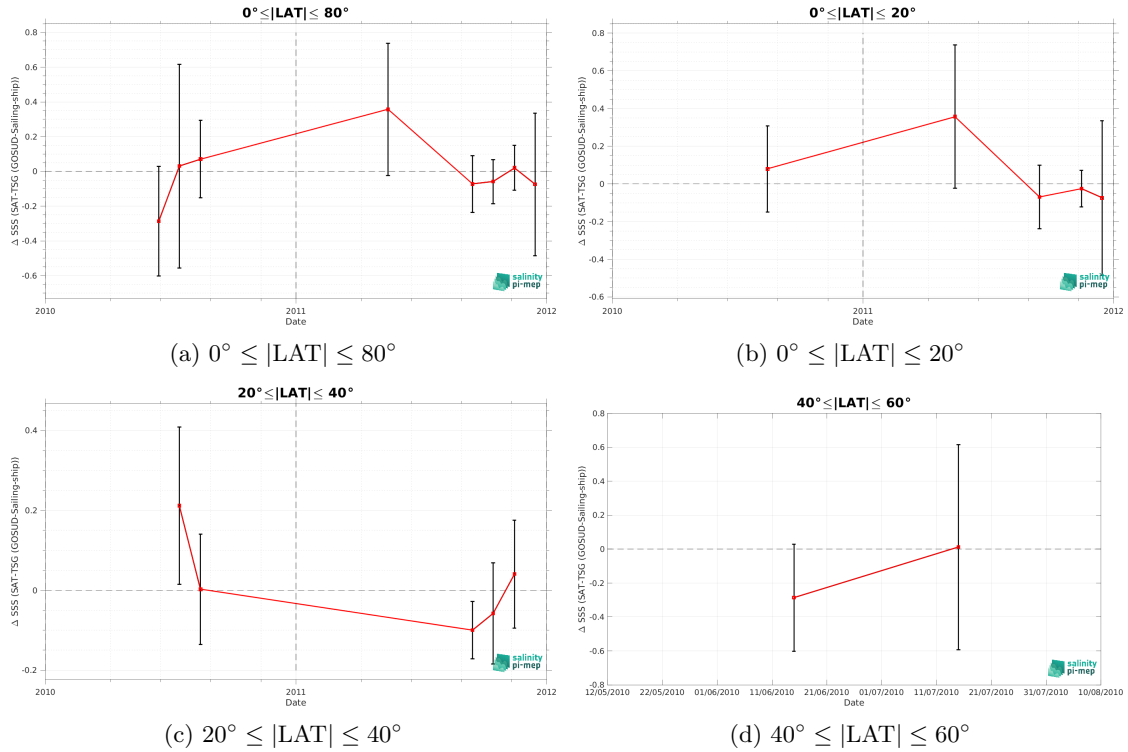 0°≤|LAT|≤ 80°
Δ SSS (SAT-TSG (GOSUD-Sailing-ship))
0.8
0.6
0.4
0.2
0
-0.2
-0.4
-0.6
2010
2011
2012
Date
salinity
pi-mep
(a) 0° ≤ |LAT| ≤ 80°
0°≤|LAT|≤ 20°
Δ SSS (SAT-TSG (GOSUD-Sailing-ship))
0.8
0.6
0.4
0.2
0
-0.2
-0.4
-0.6
2010
2011
2012
Date
salinity
pi-mep
(b) 0° ≤ |LAT| ≤ 20°
20°≤|LAT|≤ 40°
Δ SSS (SAT-TSG (GOSUD-Sailing-ship))
0.4
0.2
0
-0.2
2010
2011
2012
Date
salinity
pi-mep
(c) 20° ≤ |LAT| ≤ 40°
40°≤|LAT|≤ 60°
Δ SSS (SAT-TSG (GOSUD-Sailing-ship))
0.8
0.6
0.4
0.2
0
-0.2
-0.4
-0.6
-0.8
12/05/2010 22/05/2010 01/06/2010 11/06/2010 21/06/2010 01/07/2010 11/07/2010 21/07/2010 31/07/2010 10/08/2010
Date
salinity
pi-mep
(d) 40° ≤ |LAT| ≤ 60°